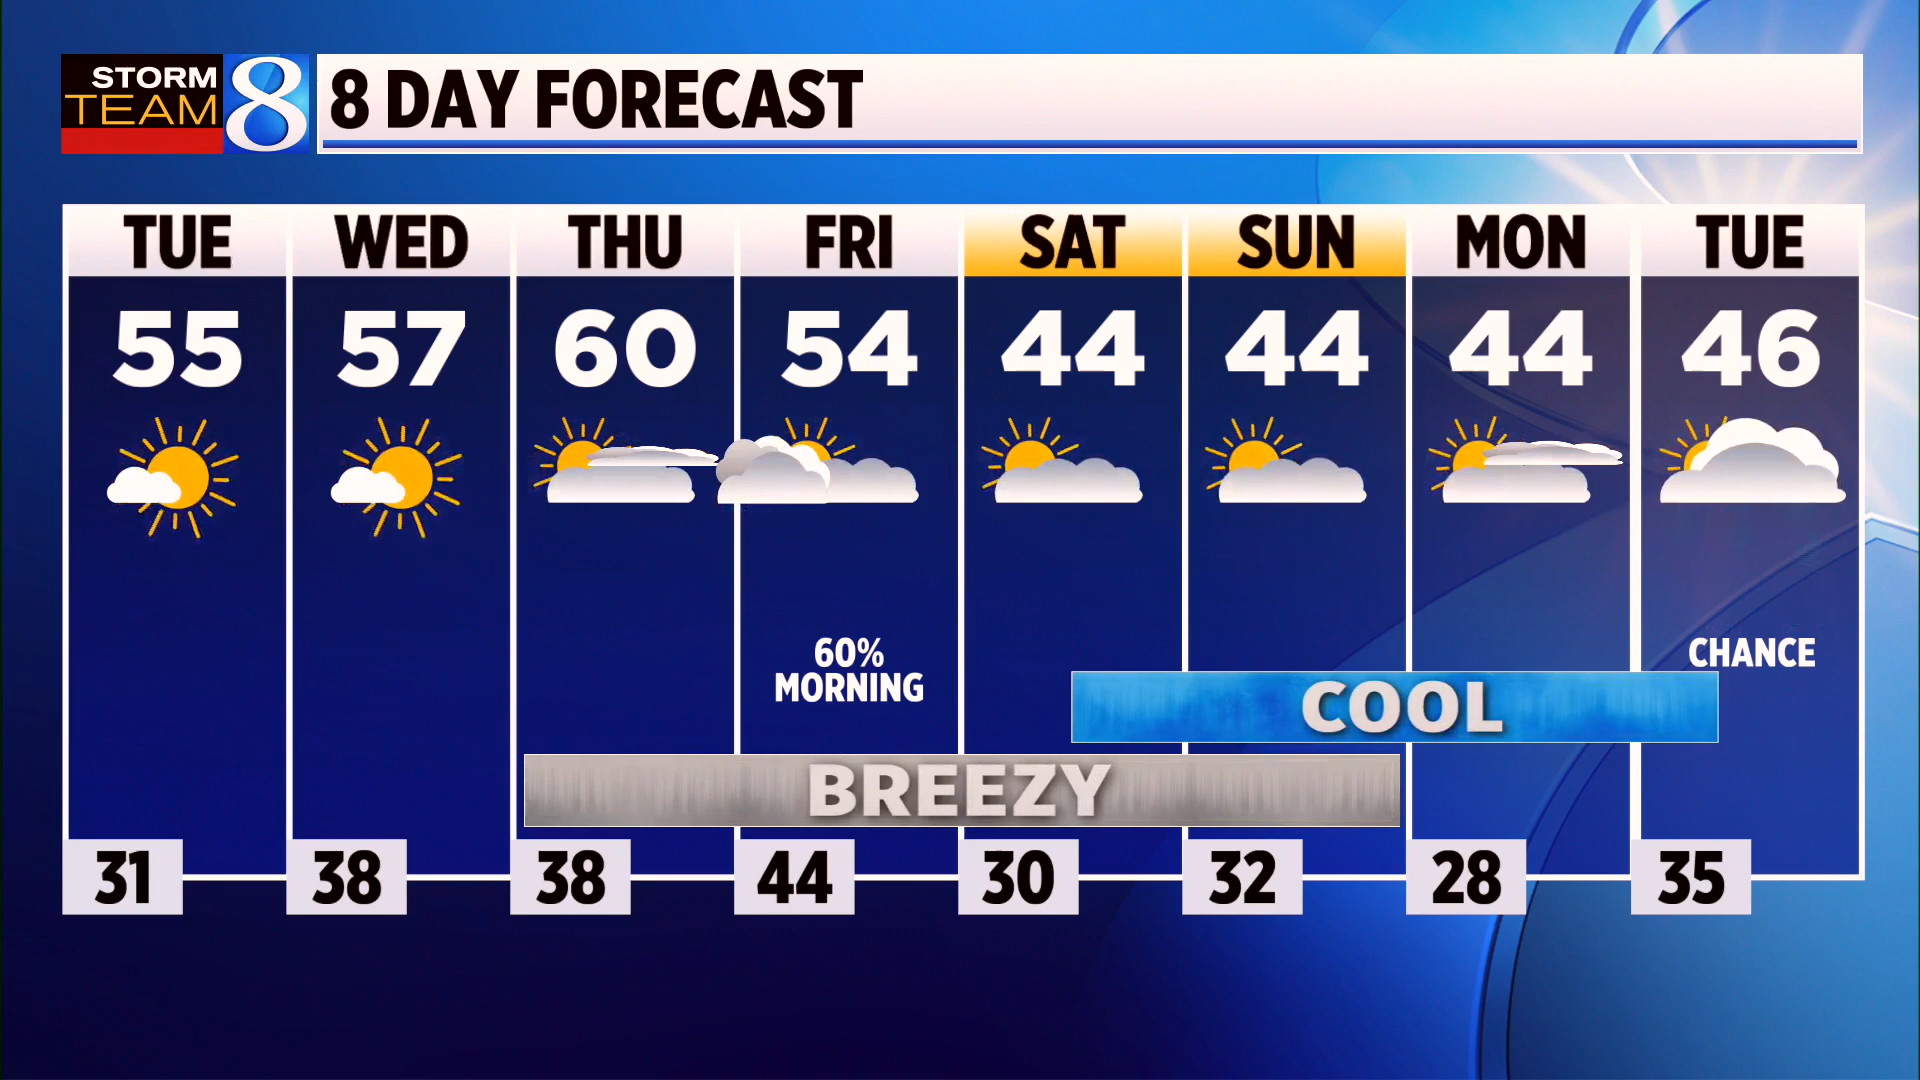 STORM
TEAM
8
8 DAY FORECAST
TUE WED THU FRI SAT SUN MON TUE
55 57 60 54 44 44 44 46
60%
MORNING
CHANCE
COOL
BREEZY
31 38 38 44 30 32 28 35